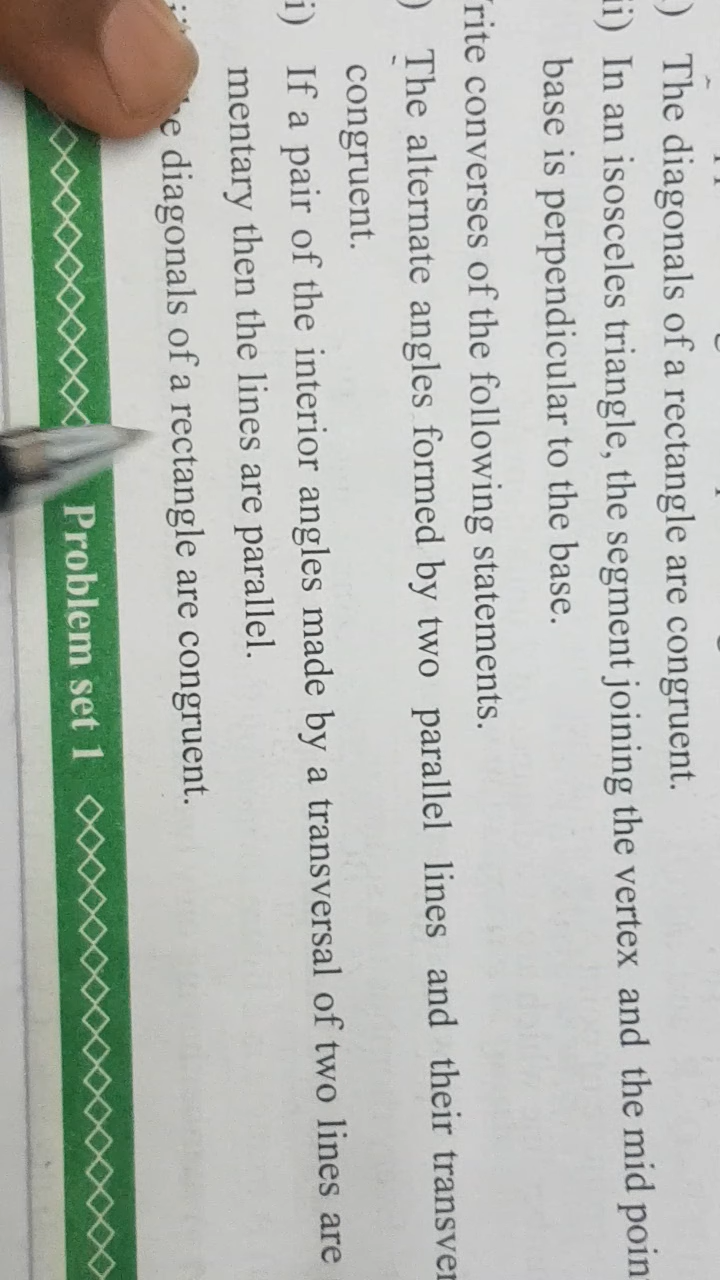 .) The diagonals of a rectangle are congruent.
ii) In an isosceles triangle, the segment joining the vertex and the mid poin
base is perpendicular to the base.
rite converses of the following statements.
) The alternate angles formed by two parallel lines and their transver
congruent.
i) If a pair of the interior angles made by a transversal of two lines are
mentary then the lines are parallel.
e diagonals of a rectangle are congruent.
Problem set 1